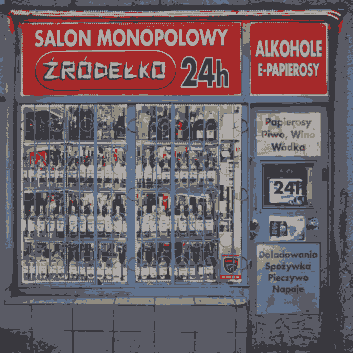 SALON MONOPOLOWY
ŹRÓDEŁKO 24h
ALKOHOLE
E-PAPIEROSY
Papierosy
Piwo, Wino
Wódka
24H
Doładowania
Spożywka
Pieczywo
Napoje